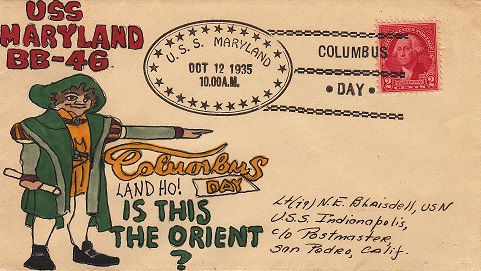 USS
MARYLAND
BB-46
U.S.S. MARYLAND
OCT 12 1935
10.00A.M.
COLUMBUS
DAY
2
2
Columbus
DAY
LAND HO!
IS THIS
THE ORIENT
?
Lt(jg) N.E. Blaisdell, USN
U.S.S. Indianapolis,
c/o Postmaster,
San Pedro, Calif.